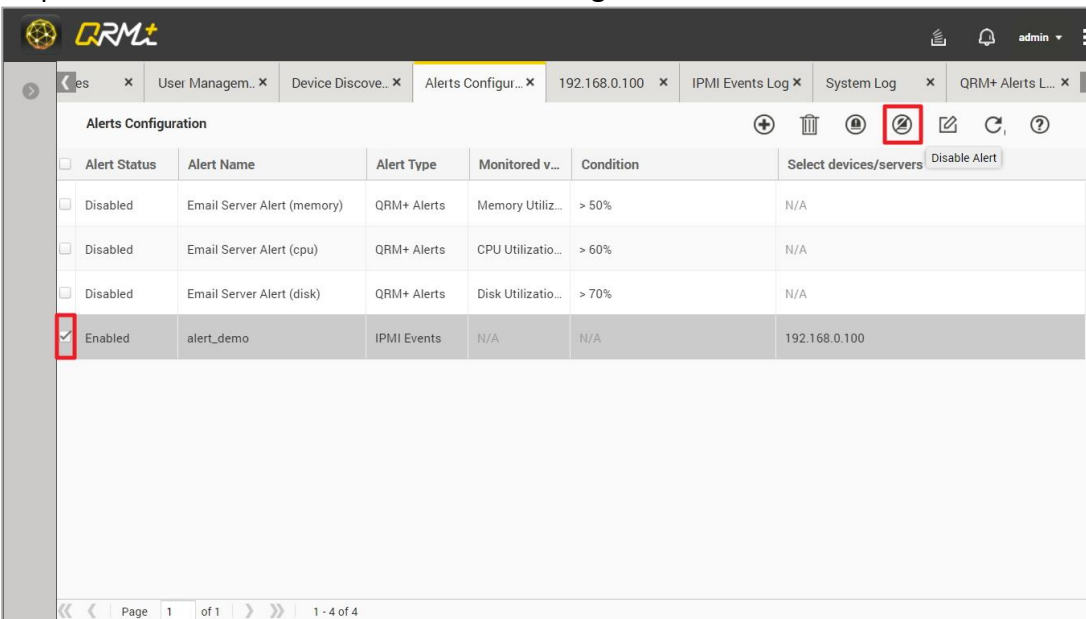 QRM+
admin
es User Managem.. Device Discove... Alerts Configur... 192.168.0.100 IPMI Events Log System Log QRM+ Alerts L...
Alerts Configuration
Alert Status Alert Name Alert Type Monitored v... Condition Select devices/servers
Disable Alert
Disabled Email Server Alert (memory) QRM+ Alerts Memory Utiliz... > 50% N/A
Disabled Email Server Alert (cpu) QRM+ Alerts CPU Utilizatio... > 60% N/A
Disabled Email Server Alert (disk) QRM+ Alerts Disk Utilizatio... > 70% N/A
Enabled alert_demo IPMI Events N/A N/A 192.168.0.100
Page 1 of 1 1 - 4 of 4